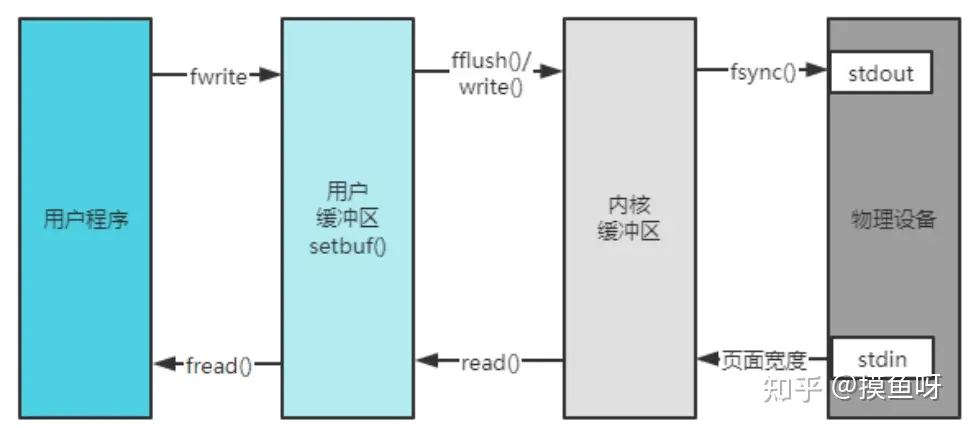 用户程序
fwrite
用户
缓冲区
setbuf()
fflush()/
write()
内核
缓冲区
fsync()
stdout
物理设备
fread()
read()
页面宽度
stdin
知乎 @摸鱼呀